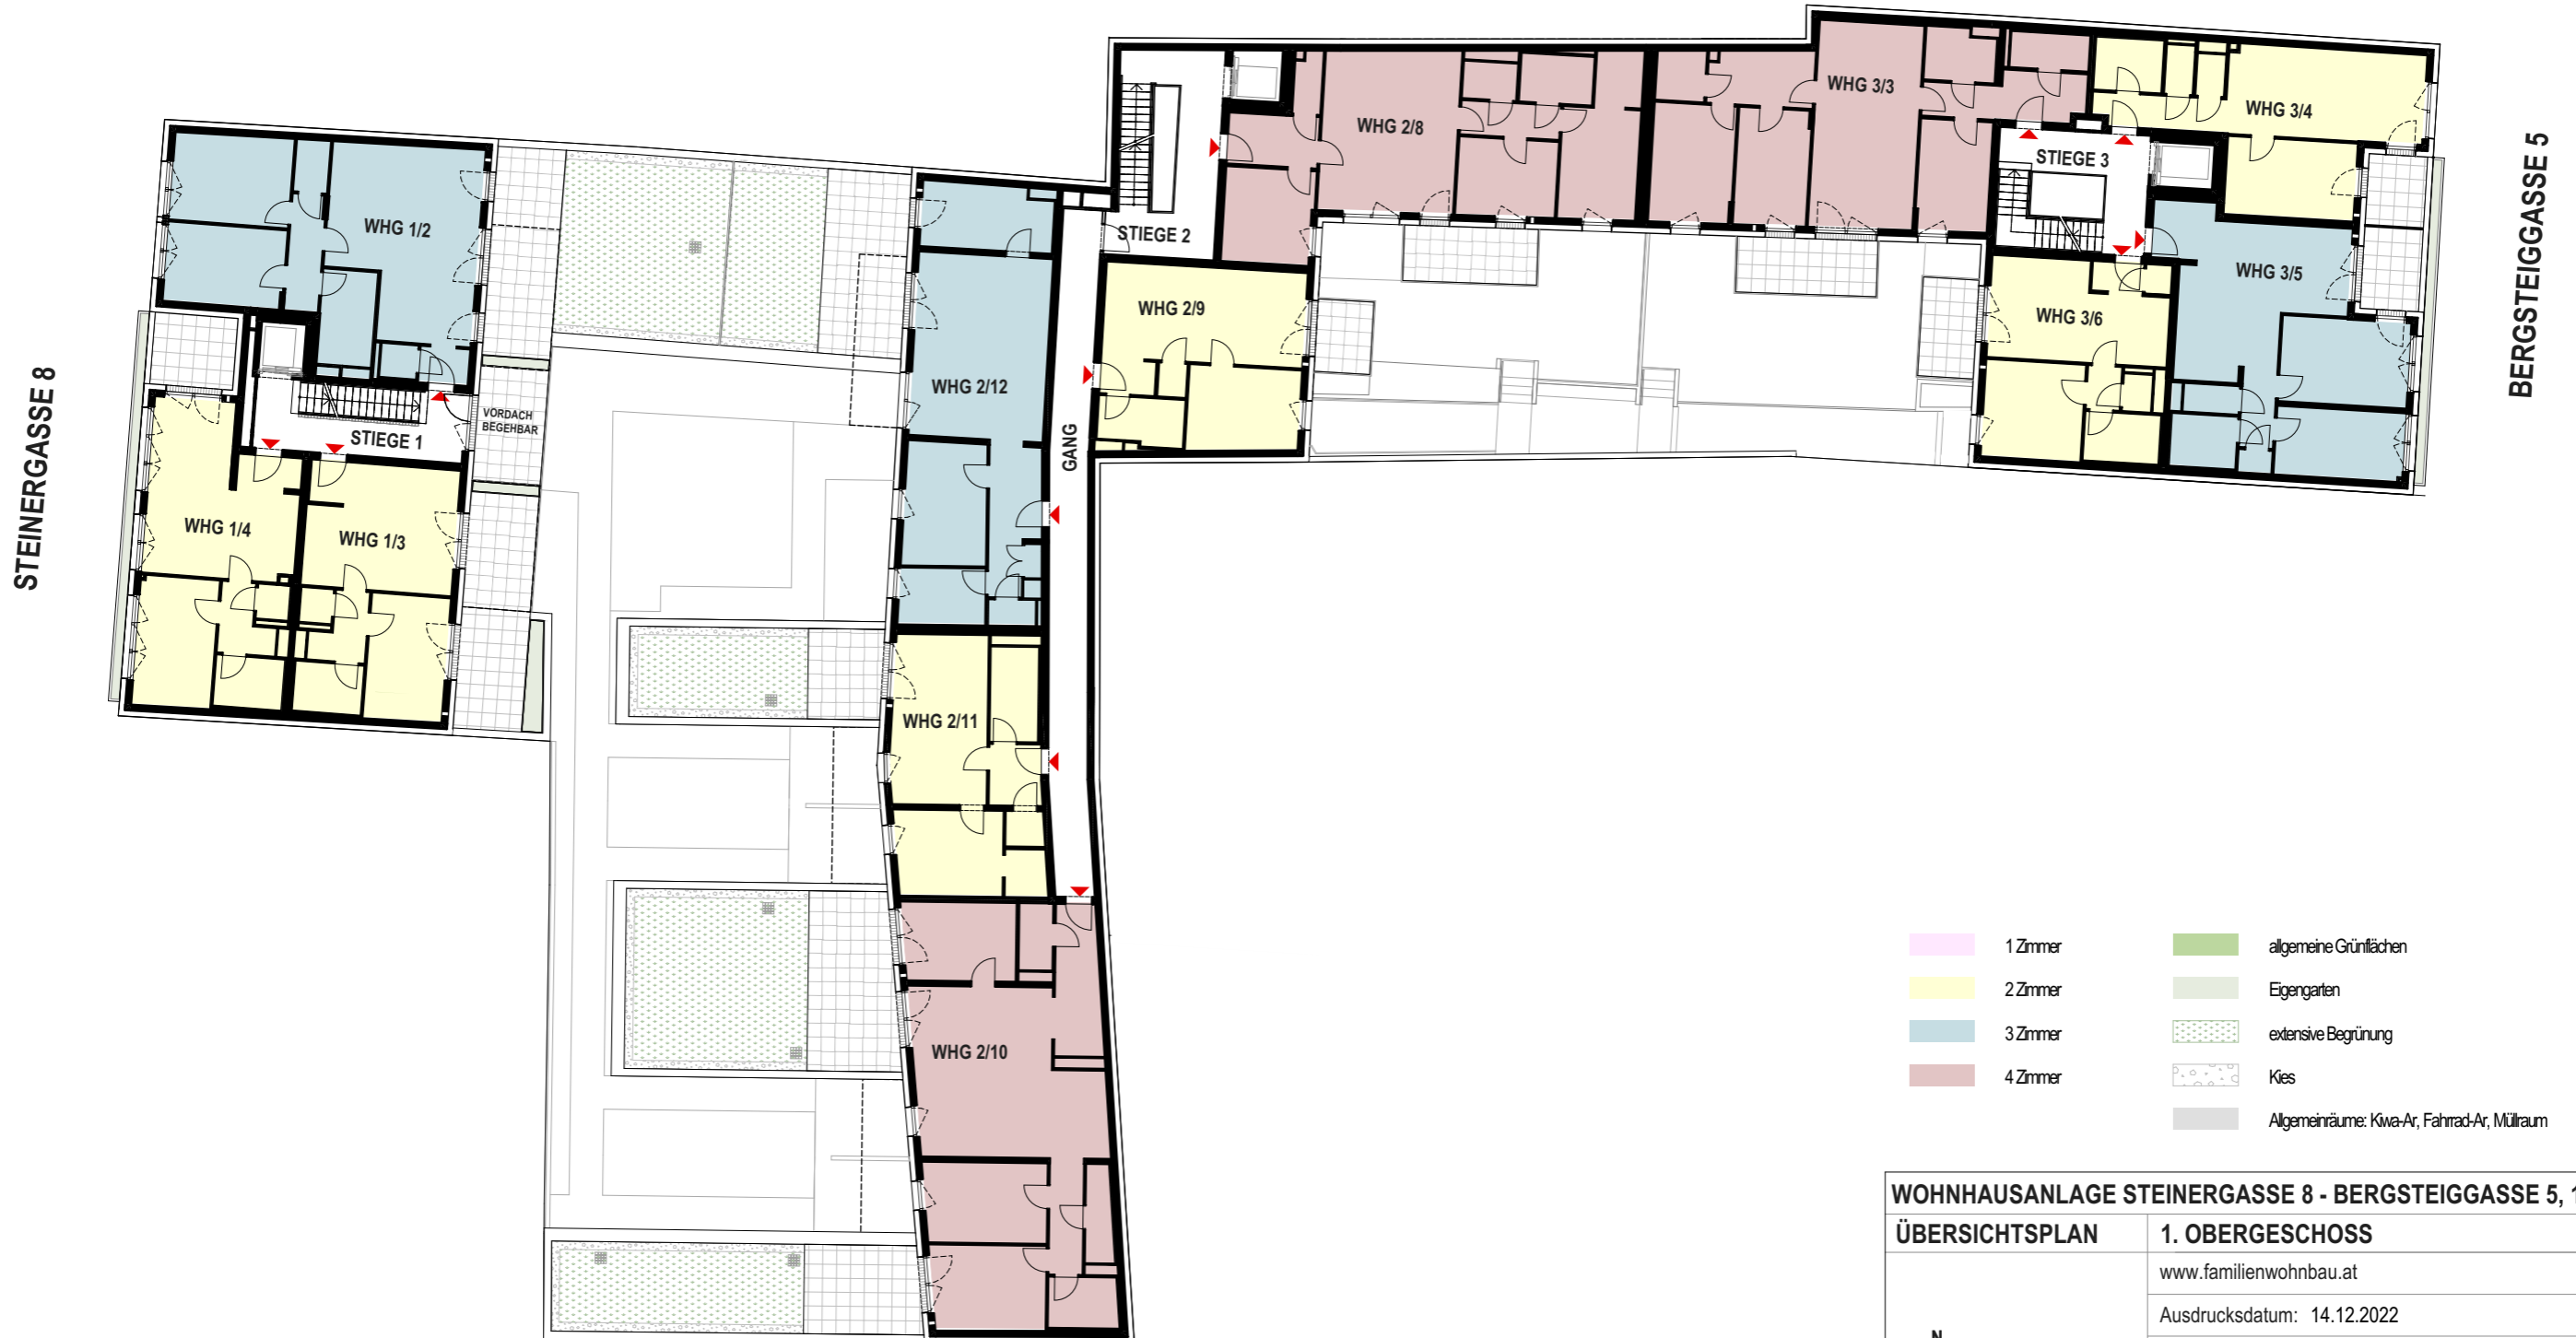 WHG 3/3
WHG 3/4
WHG 2/8
STIEGE 3
BERGSTEIGGASSE 5
WHG 1/2
STIEGE 2
WHG 3/5
WHG 2/9
WHG 3/6
STEINERGASSE 8
WHG 2/12
VORDACH
BEGEHBAR
STIEGE 1
GANG
WHG 1/4
WHG 1/3
WHG 2/11
WHG 2/10
1 Zimmer
2 Zimmer
3 Zimmer
4 Zimmer
allgemeine Grünflächen
Eigengarten
extensive Begrünung
Kies
Allgemeinräume: Kiwa-Ar, Fahrrad-Ar, Müllraum
WOHNHAUSANLAGE STEINERGASSE 8 - BERGSTEIGGASSE 5, 1
ÜBERSICHTSPLAN
1. OBERGESCHOSS
www.familienwohnbau.at
Ausdrucksdatum: 14.12.2022
N